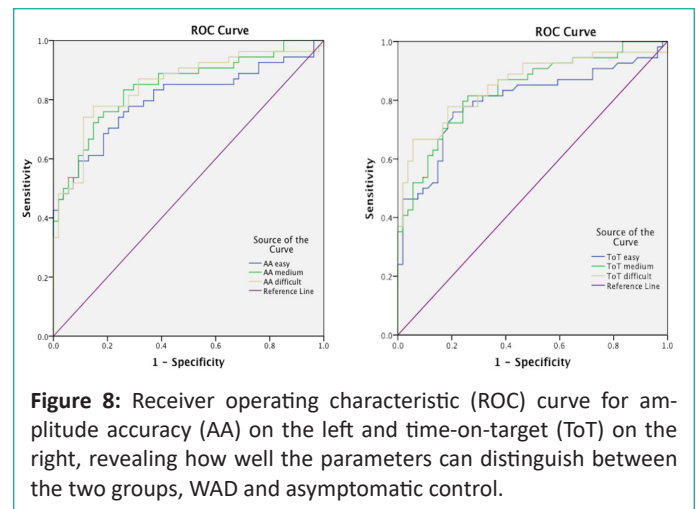 ROC Curve
1.0
0.8
0.6
0.4
0.2
0.0
Sensitivity
0.0 0.2 0.4 0.6 0.8 1.0
1 - Specificity
Source of the
Curve
AA easy
AA medium
AA difficult
Reference Line
ROC Curve
1.0
0.8
0.6
0.4
0.2
0.0
Sensitivity
0.0 0.2 0.4 0.6 0.8 1.0
1 - Specificity
Source of the
Curve
ToT easy
ToT medium
ToT difficult
Reference Line
Figure 8: Receiver operating characteristic (ROC) curve for am-
plitude accuracy (AA) on the left and time-on-target (ToT) on the
right, revealing how well the parameters can distinguish between
the two groups, WAD and asymptomatic control.